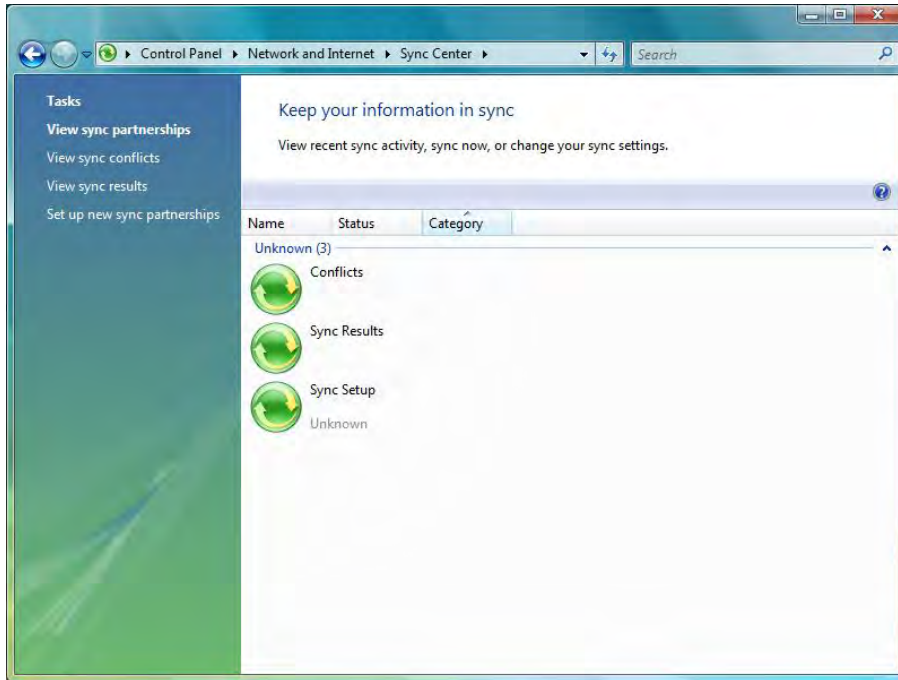 Control Panel Network and Internet Sync Center
Search
Tasks
View sync partnerships
View sync conflicts
View sync results
Set up new sync partnerships
Keep your information in sync
View recent sync activity, sync now, or change your sync settings.
Name Status Category
Unknown (3)
Conflicts
Sync Results
Sync Setup
Unknown